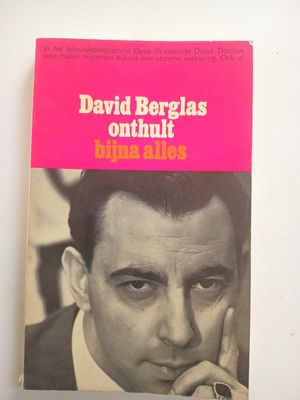 In het televisieprogramma Opus 13 vervulde David Berglas
vele malen miljoenen kijkers met stomme verbazing. Ook u!
David Berglas
onthult
bijna alles